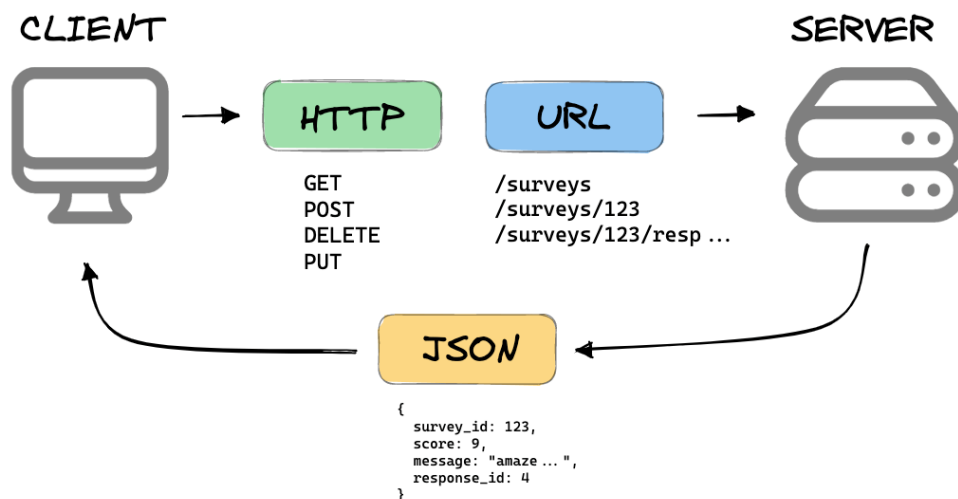 CLIENT
SERVER
HTTP
URL
GET
POST
DELETE
PUT
/surveys
/surveys/123
/surveys/123/resp ...
JSON
{
survey_id: 123,
score: 9,
message: "amaze ... ",
response_id: 4
}